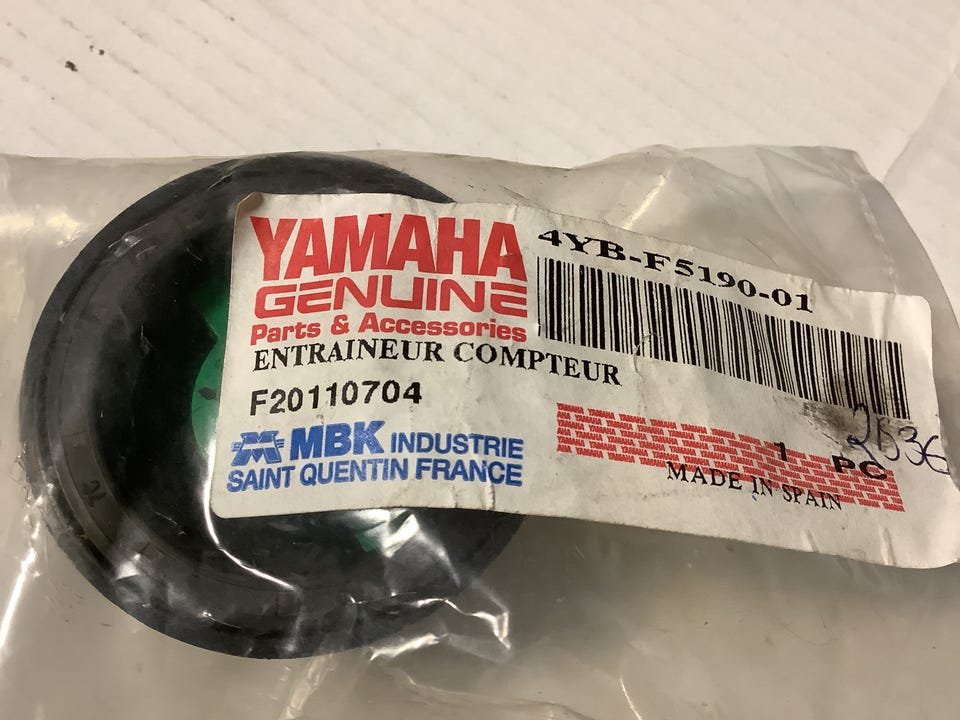 YAMAHA
GENUINE
Parts & Accessories
ENTRAINEUR COMPTEUR
F20110704
MBK INDUSTRIE
SAINT QUENTIN FRANCE
4YB-F5190-01
1 PC
MADE IN SPAIN